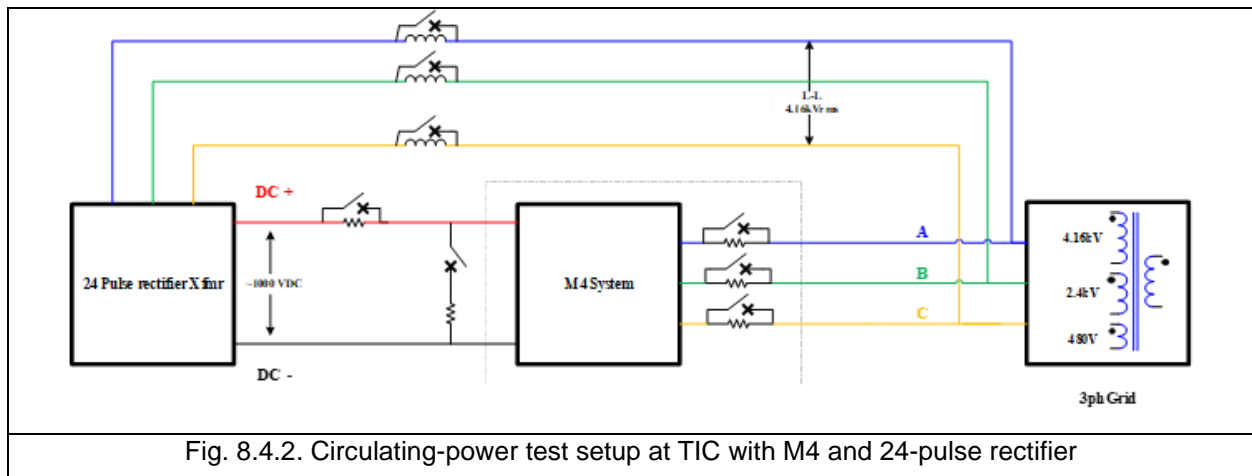 L-L
4.16kVrms
DC +
A
4.16kV
24 Pulse rectifier Xfmr
~1000 VDC
M4 System
B
2.4kV
C
480V
DC -
3ph Grid
Fig. 8.4.2. Circulating-power test setup at TIC with M4 and 24-pulse rectifier